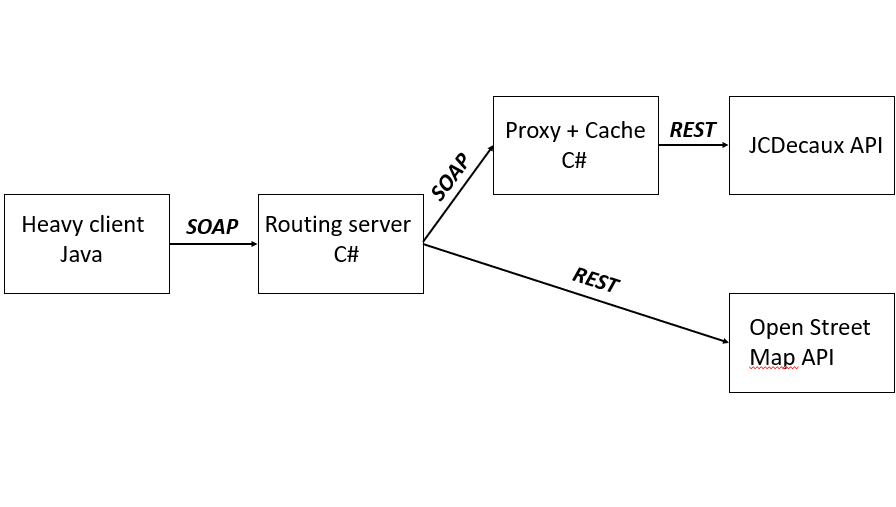 Heavy client
Java
SOAP
Routing server
C#
SOAP
Proxy + Cache
C#
REST
JCDecaux API
REST
Open Street
Map API